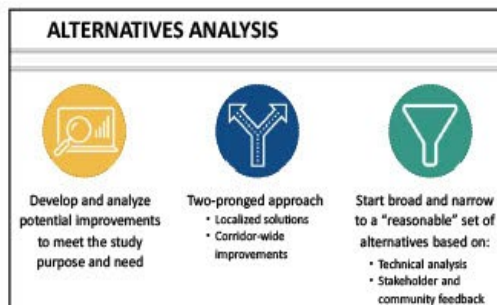 ALTERNATIVES ANALYSIS
Develop and analyze
potential improvements
to meet the study
purpose and need
Two-pronged approach
• Localized solutions
• Corridor-wide
improvements
Start broad and narrow
to a “reasonable” set of
alternatives based on:
• Technical analysis
• Stakeholder and
community feedback